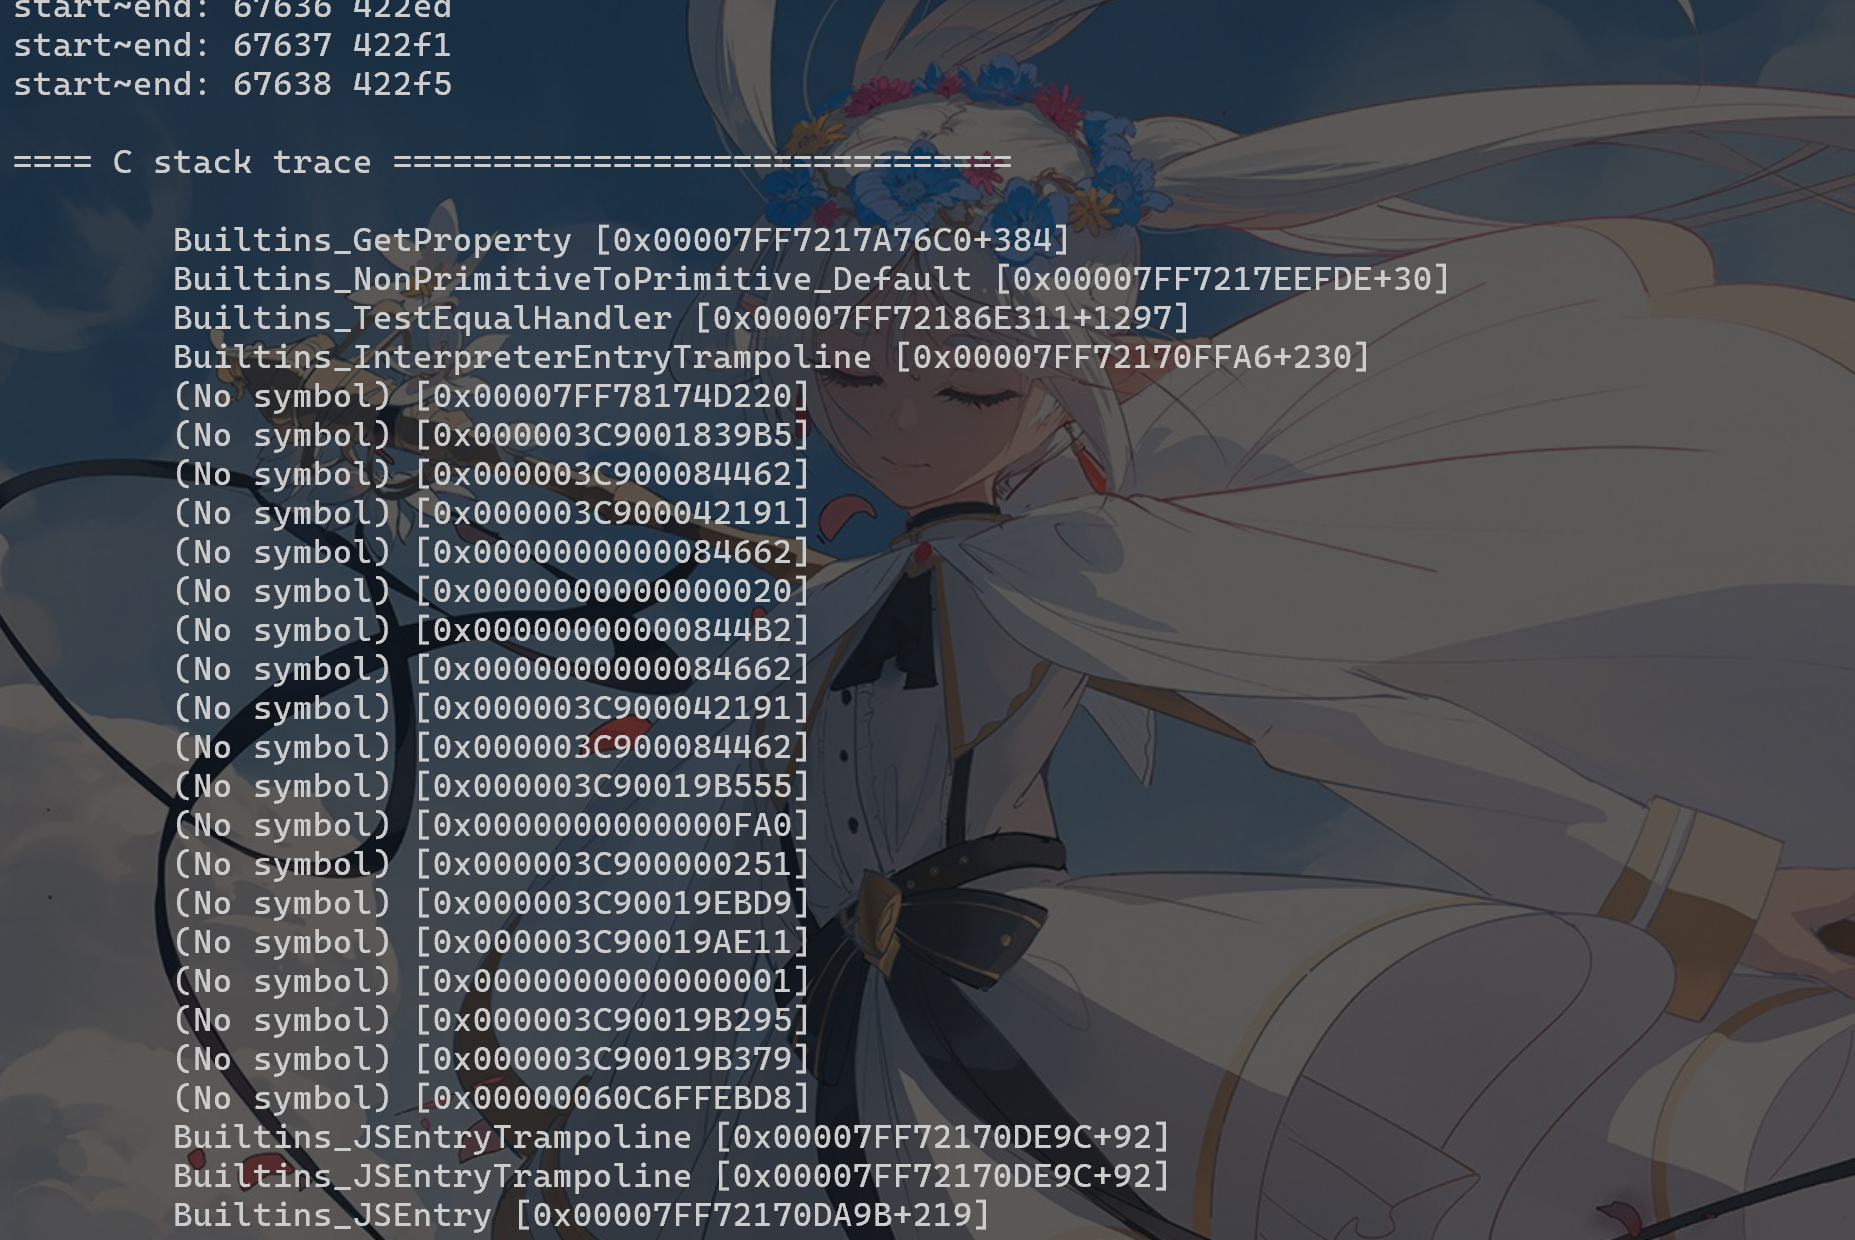 start~end: 67636 422ed
start~end: 67637 422f1
start~end: 67638 422f5
==== C stack trace ===============================
Builtins_GetProperty [0x00007FF7217A76C0+384]
Builtins_NonPrimitiveToPrimitive_Default [0x00007FF7217EEFDE+30]
Builtins_TestEqualHandler [0x00007FF72186E311+1297]
Builtins_InterpreterEntryTrampoline [0x00007FF72170FFA6+230]
(No symbol) [0x00007FF78174D220]
(No symbol) [0x000003C9001839B5]
(No symbol) [0x000003C900084462]
(No symbol) [0x000003C900042191]
(No symbol) [0x0000000000084662]
(No symbol) [0x0000000000000020]
(No symbol) [0x00000000000844B2]
(No symbol) [0x0000000000084662]
(No symbol) [0x000003C900042191]
(No symbol) [0x000003C900084462]
(No symbol) [0x000003C90019B555]
(No symbol) [0x0000000000000FA0]
(No symbol) [0x000003C900000251]
(No symbol) [0x000003C90019EBD9]
(No symbol) [0x000003C90019AE11]
(No symbol) [0x0000000000000001]
(No symbol) [0x000003C90019B295]
(No symbol) [0x000003C90019B379]
(No symbol) [0x00000060C6FFEBD8]
Builtins_JSEntryTrampoline [0x00007FF72170DE9C+92]
Builtins_JSEntryTrampoline [0x00007FF72170DE9C+92]
Builtins_JSEntry [0x00007FF72170DA9B+219]